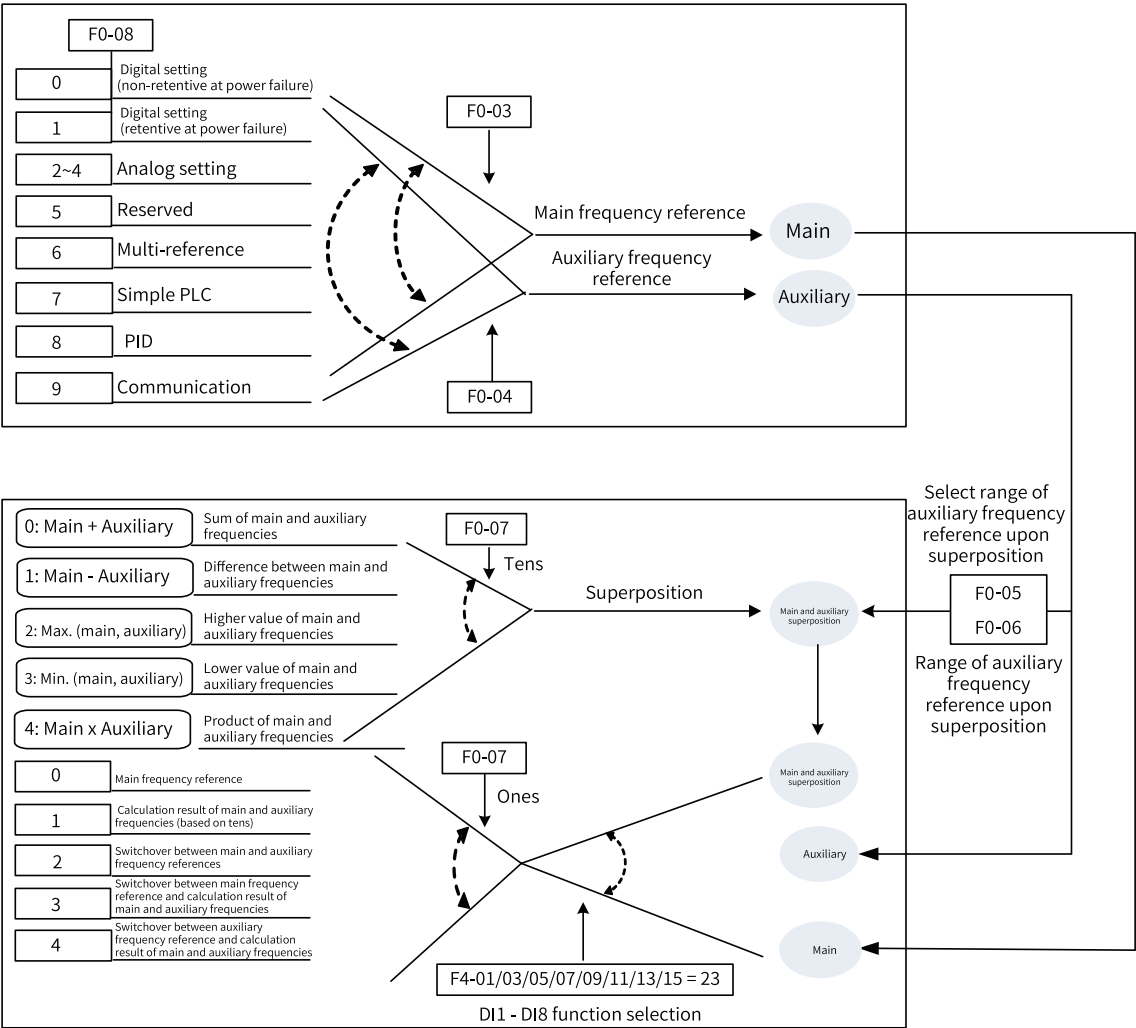 F0-08
0
Digital setting
(non-retentive at power failure)
1
Digital setting
(retentive at power failure)
2~4
Analog setting
5
Reserved
6
Multi-reference
7
Simple PLC
8
PID
9
Communication
F0-03
Main frequency reference
Main
Auxiliary frequency
reference
Auxiliary
F0-04
0: Main + Auxiliary
Sum of main and auxiliary
frequencies
1: Main - Auxiliary
Difference between main and
auxiliary frequencies
2: Max. (main, auxiliary)
Higher value of main and
auxiliary frequencies
3: Min. (main, auxiliary)
Lower value of main and
auxiliary frequencies
4: Main x Auxiliary
Product of main and
auxiliary frequencies
F0-07
Tens
Superposition
Main and auxiliary
superposition
Select range of
auxiliary frequency
reference upon
superposition
F0-05
F0-06
Range of auxiliary
frequency
reference upon
superposition
0
Main frequency reference
1
Calculation result of main and auxiliary
frequencies (based on tens)
2
Switchover between main and auxiliary
frequency references
3
Switchover between main frequency
reference and calculation result of
main and auxiliary frequencies
4
Switchover between auxiliary
frequency reference and calculation
result of main and auxiliary frequencies
F0-07
Ones
Main and auxiliary
superposition
Auxiliary
Main
F4-01/03/05/07/09/11/13/15 = 23
DI1 - DI8 function selection